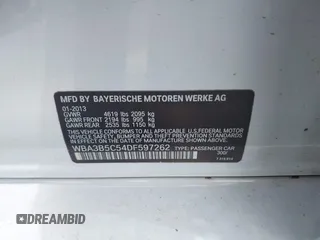 MFD BY BAYERISCHE MOTOREN WERKE AG
01-2013
GVWR 4619 lbs 2095 kg
GAWR FRONT 2194 lbs 995 kg
GAWR REAR 2535 lbs 1150 kg
THIS VEHICLE CONFORMS TO ALL APPLICABLE
U.S. FEDERAL MOTOR VEHICLE SAFETY, BUMPER
AND THEFT PREVENTION STANDARDS IN EFFECT
ON THE DATE OF MANUFACTURE SHOWN ABOVE.
WBA3B5C54DF597262 TYPE: PASSENGER CAR
DREAMBID
.COM